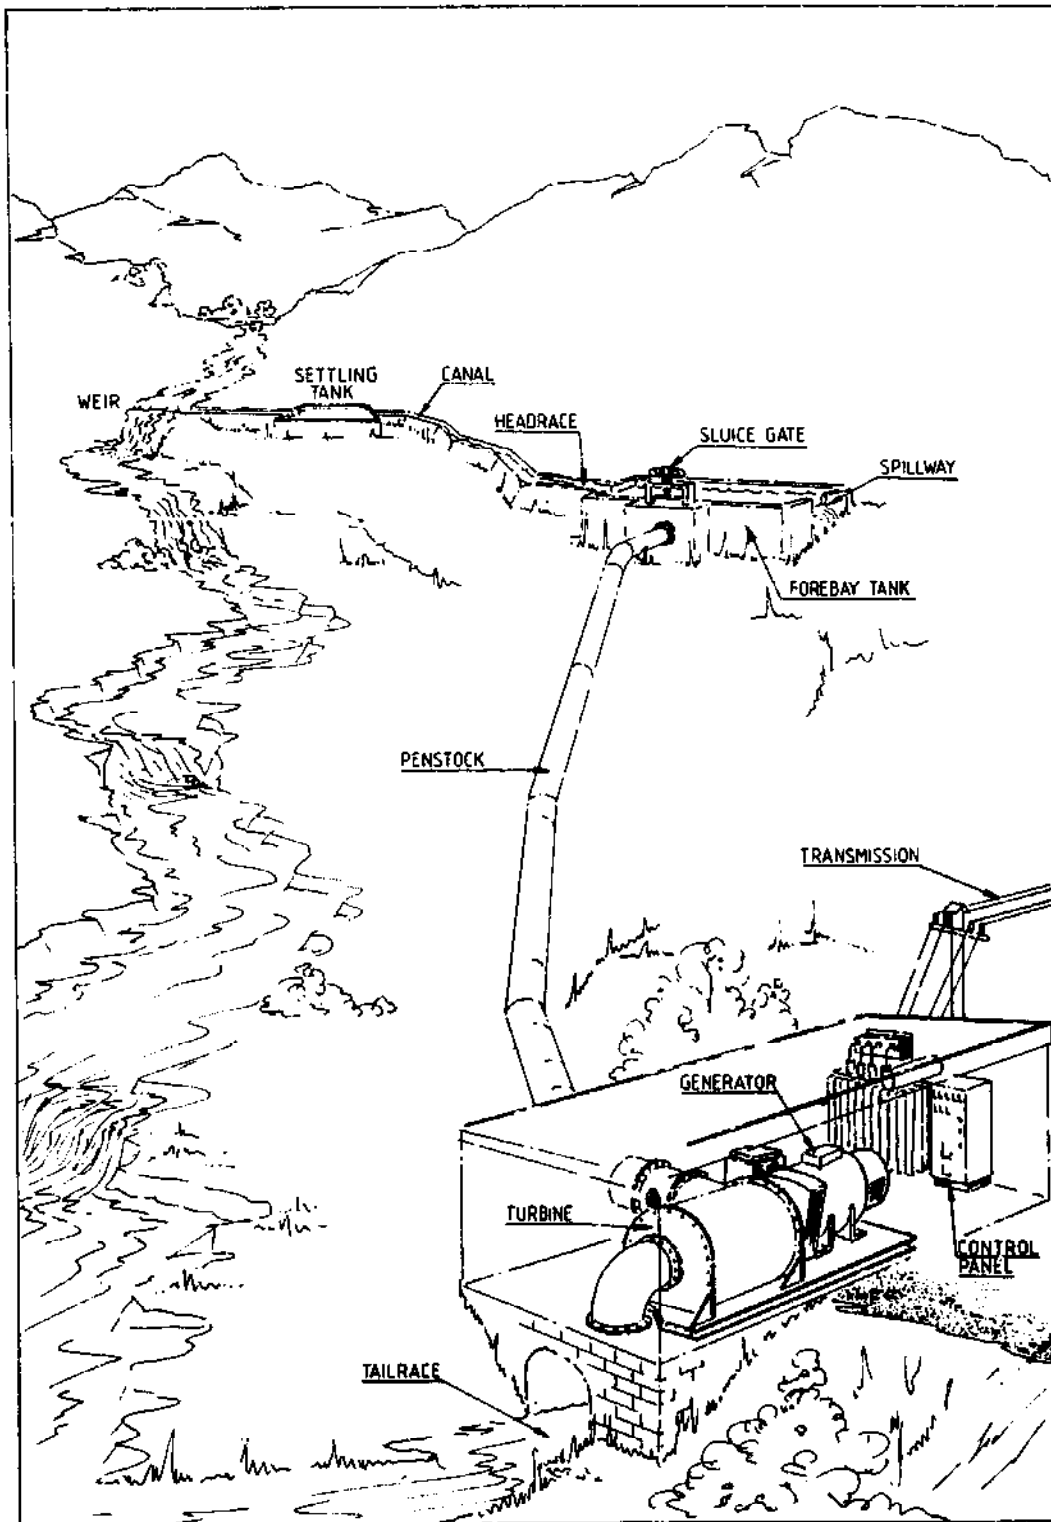 SETTLING
TANK
CANAL
WEIR
HEADRACE
SLUICE GATE
SPILLWAY
FOREBAY TANK
PENSTOCK
TRANSMISSION
GENERATOR
TURBINE
CONTROL
PANEL
TAILRACE